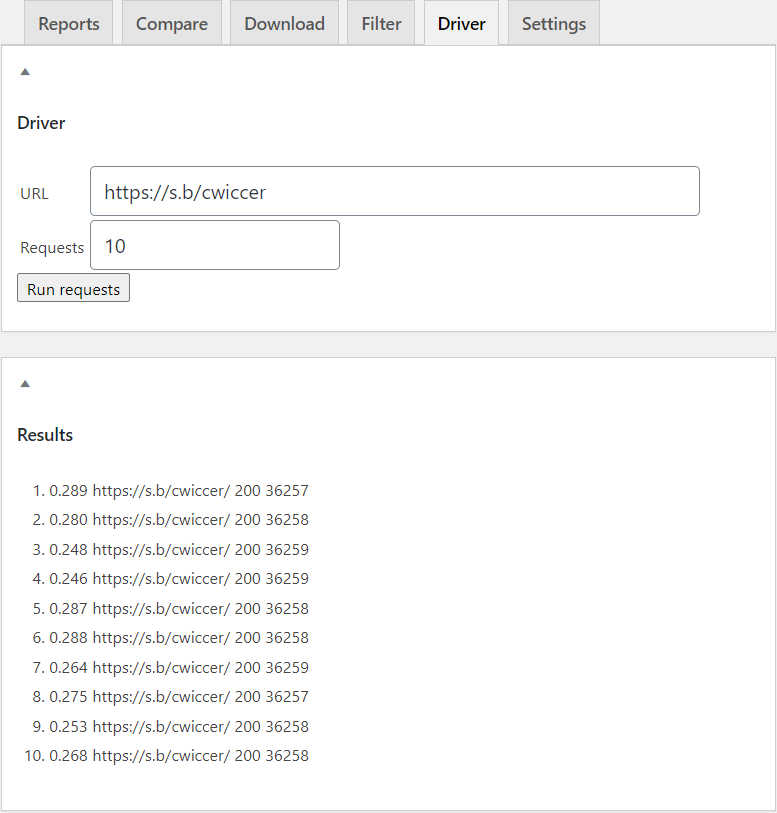 Reports Compare Download Filter Driver Settings
Driver
URL https://s.b/cwiccer
Requests 10
Run requests
Results
1. 0.289 https://s.b/cwiccer/ 200 36257
2. 0.280 https://s.b/cwiccer/ 200 36258
3. 0.248 https://s.b/cwiccer/ 200 36259
4. 0.246 https://s.b/cwiccer/ 200 36259
5. 0.287 https://s.b/cwiccer/ 200 36258
6. 0.288 https://s.b/cwiccer/ 200 36258
7. 0.264 https://s.b/cwiccer/ 200 36259
8. 0.275 https://s.b/cwiccer/ 200 36257
9. 0.253 https://s.b/cwiccer/ 200 36258
10. 0.268 https://s.b/cwiccer/ 200 36258